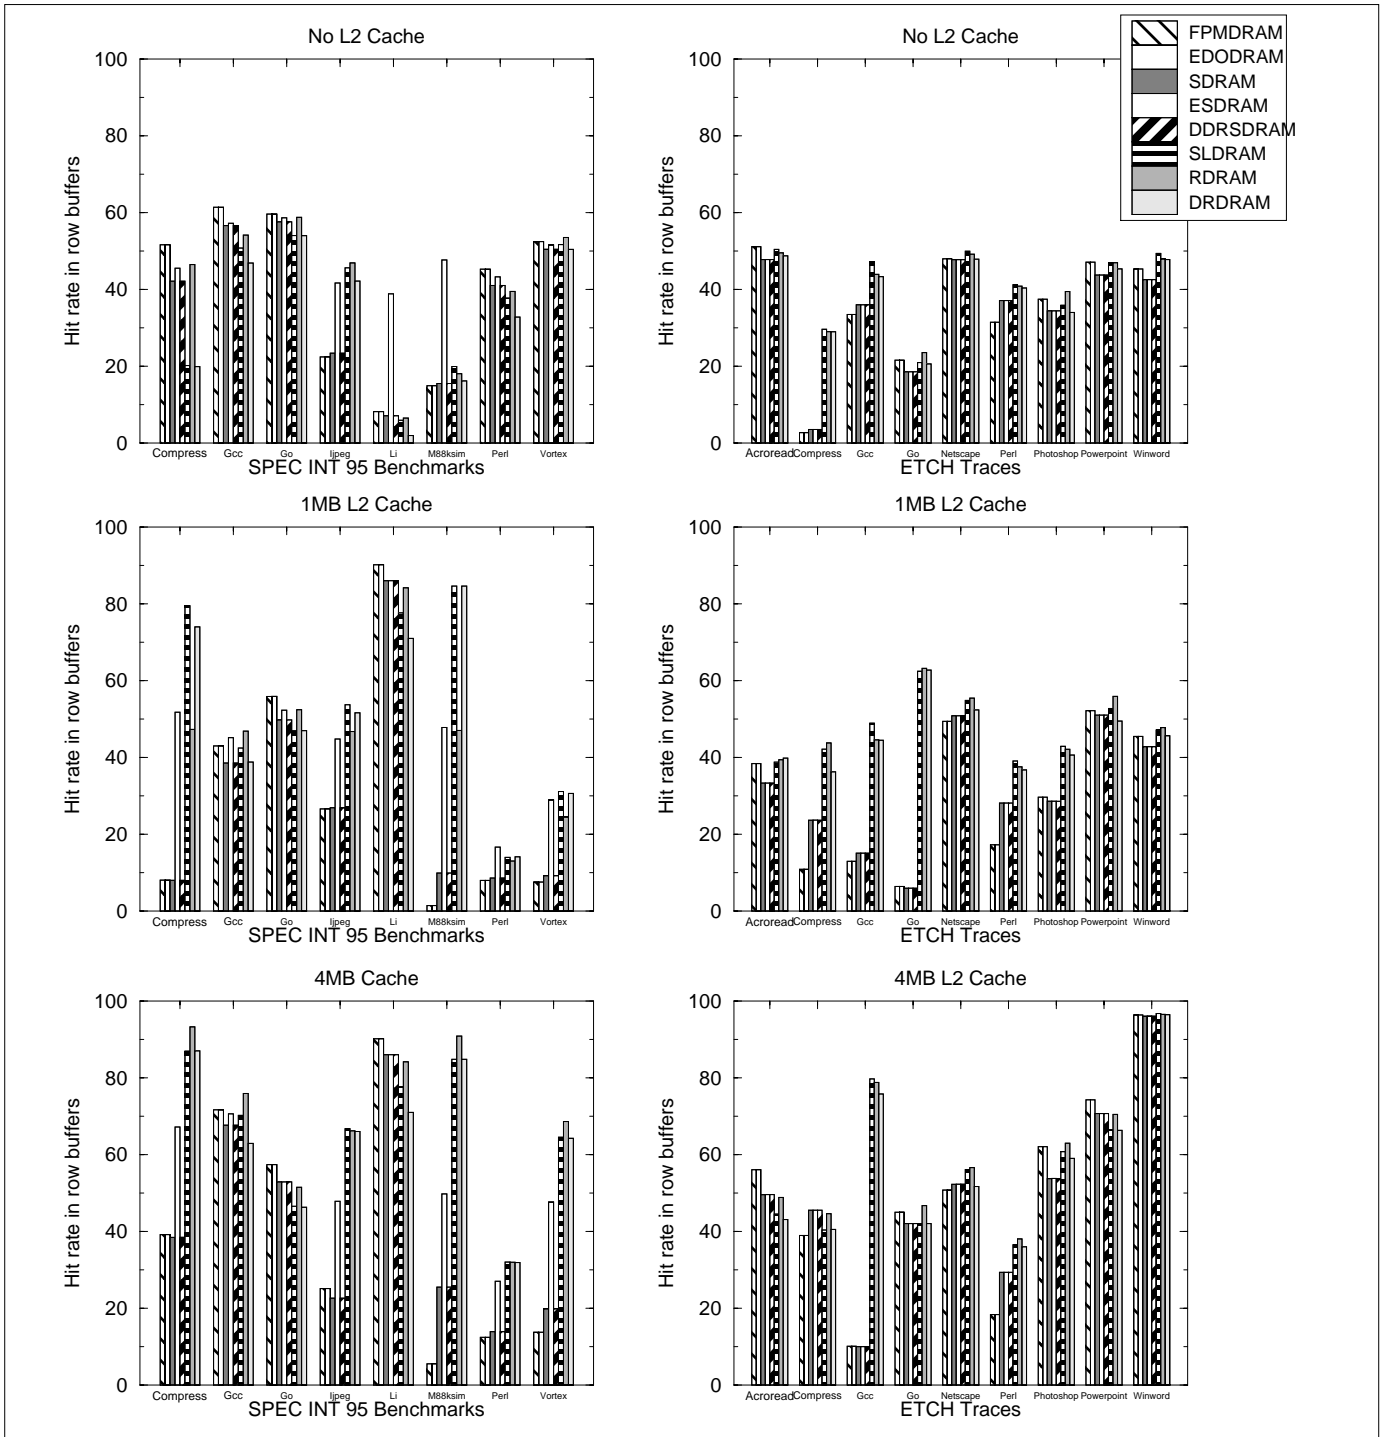 No L2 Cache
100
80
60
40
20
0
Hit rate in row buffers
Compress Gcc Go Ijpeg Li M88ksim Perl Vortex
SPEC INT 95 Benchmarks
No L2 Cache
100
80
60
40
20
0
Hit rate in row buffers
Acroread Compress Gcc Go Netscape Perl Photoshop Powerpoint Winword
ETCH Traces
FPMDRAM
EDODRAM
SDRAM
ESDRAM
DDRSDRAM
SLDRAM
RDRAM
DRDRAM
1MB L2 Cache
100
80
60
40
20
0
Hit rate in row buffers
Compress Gcc Go Ijpeg Li M88ksim Perl Vortex
SPEC INT 95 Benchmarks
1MB L2 Cache
100
80
60
40
20
0
Hit rate in row buffers
Acroread Compress Gcc Go Netscape Perl Photoshop Powerpoint Winword
ETCH Traces
4MB Cache
100
80
60
40
20
0
Hit rate in row buffers
Compress Gcc Go Ijpeg Li M88ksim Perl Vortex
SPEC INT 95 Benchmarks
4MB L2 Cache
100
80
60
40
20
0
Hit rate in row buffers
Acroread Compress Gcc Go Netscape Perl Photoshop Powerpoint Winword
ETCH Traces